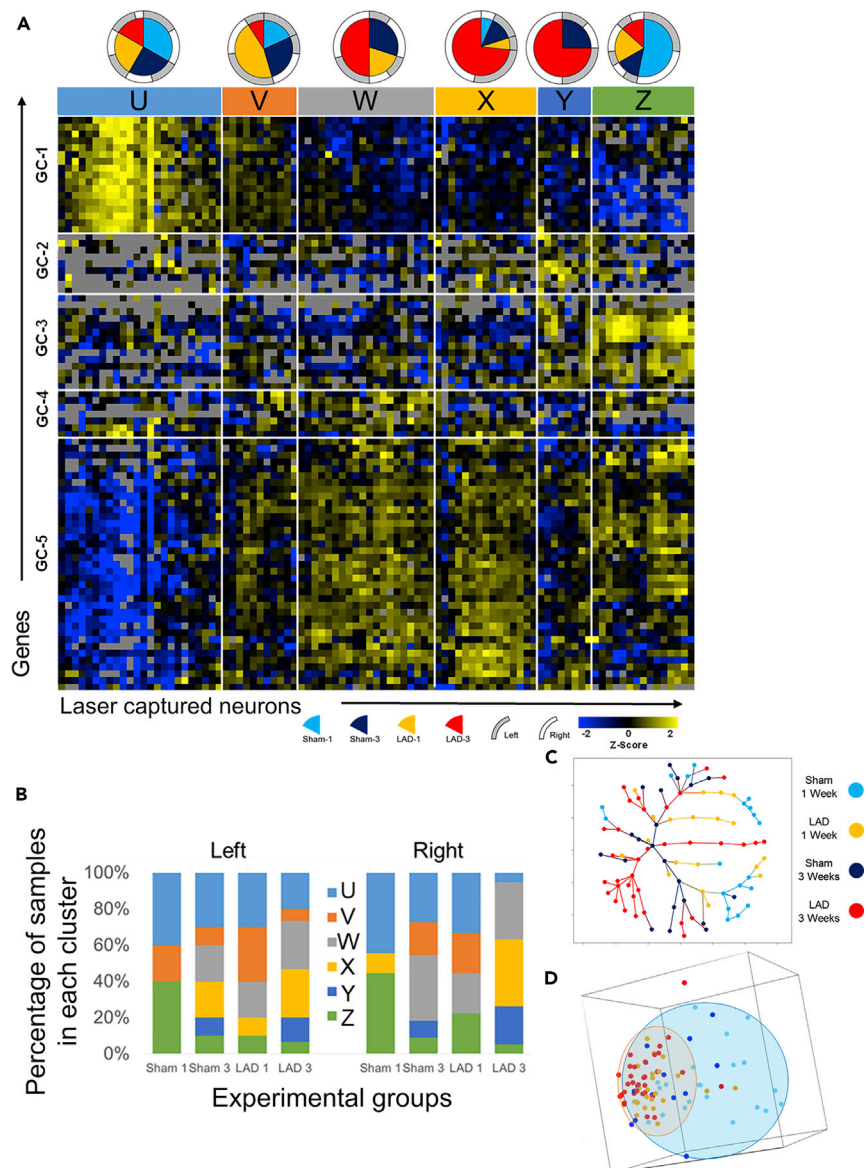 A
U V W X Y Z
GC-1
GC-2
GC-3
GC-4
GC-5
Genes
Laser captured neurons
Sham-1 Sham-3 LAD-1 LAD-3 Left Right
-2 0 2
Z-Score
B
Left Right
100%
80%
60%
40%
20%
0%
Percentage of samples
in each cluster
U
V
W
X
Y
Z
Sham 1 Sham 3 LAD 1 LAD 3 Sham 1 Sham 3 LAD 1 LAD 3
Experimental groups
C
Sham
1 Week
LAD
1 Week
Sham
3 Weeks
LAD
3 Weeks
D